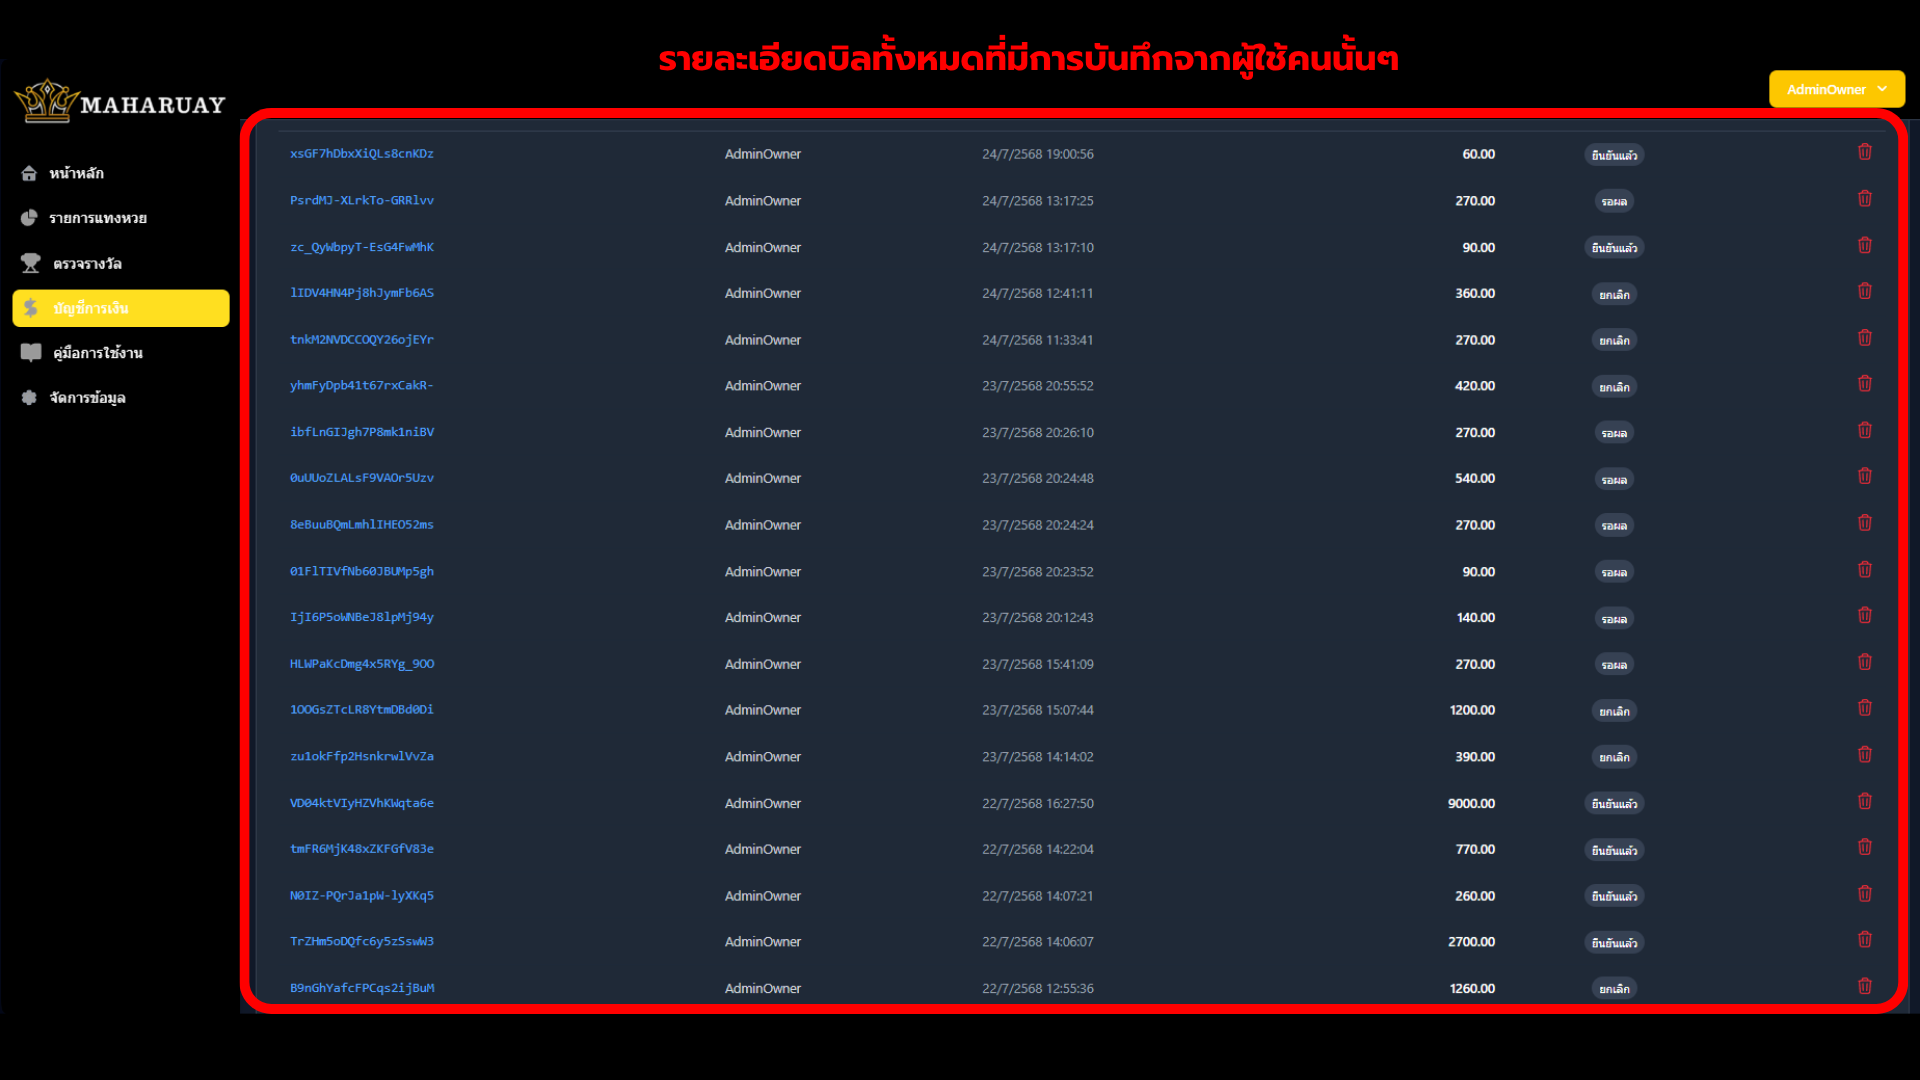 รายละเอียดบิลทั้งหมดที่มีการบันทึกจากผู้ใช้คนนั้นๆ
MAHARUAY
AdminOwner
หน้าหลัก
รายการแทงหวย
ตรวจรางวัล
บัญชีการเงิน
คู่มือการใช้งาน
จัดการข้อมูล
xsGF7hDbxXiQLs8cnKDz AdminOwner 24/7/2568 19:00:56 60.00 ยืนยันแล้ว
PsrdMJ-XLrkTo-GRRlvv AdminOwner 24/7/2568 13:17:25 270.00 รอผล
zc_QyWbpyT-EsG4FwMhK AdminOwner 24/7/2568 13:17:10 90.00 ยืนยันแล้ว
lIDV4HN4Pj8hJymFb6AS AdminOwner 24/7/2568 12:41:11 360.00 ยกเลิก
tnkM2NVDCCOQY26ojEYr AdminOwner 24/7/2568 11:33:41 270.00 ยกเลิก
yhmFyDpb41t67rxCakR- AdminOwner 23/7/2568 20:55:52 420.00 ยกเลิก
ibfLnGIJgh7P8mk1niBV AdminOwner 23/7/2568 20:26:10 270.00 รอผล
0uUUoZLALsF9VAOr5Uzv AdminOwner 23/7/2568 20:24:48 540.00 รอผล
8eBuuBQmLmhlIHEO52ms AdminOwner 23/7/2568 20:24:24 270.00 รอผล
01FlTIVfNb60JBUMp5gh AdminOwner 23/7/2568 20:23:52 90.00 รอผล
IjI6P5oWNBeJ8lpMj94y AdminOwner 23/7/2568 20:12:43 140.00 รอผล
HLWPaKcDmg4x5RYg_9OO AdminOwner 23/7/2568 15:41:09 270.00 รอผล
1OOGsZTcLR8YtmDBd0Di AdminOwner 23/7/2568 15:07:44 1200.00 ยกเลิก
zu1okFfp2HsnkrwlVvZa AdminOwner 23/7/2568 14:14:02 390.00 ยกเลิก
VD04ktVIyHZVhKWqta6e AdminOwner 22/7/2568 16:27:50 9000.00 ยืนยันแล้ว
tmFR6MjK48xZKFGfV83e AdminOwner 22/7/2568 14:22:04 770.00 ยืนยันแล้ว
N0IZ-PQrJa1pW-lyXKq5 AdminOwner 22/7/2568 14:07:21 260.00 ยืนยันแล้ว
TrZHm5oDQfc6y5zSswW3 AdminOwner 22/7/2568 14:06:07 2700.00 ยืนยันแล้ว
B9nGhYafcFPCqs2ijBuM AdminOwner 22/7/2568 12:55:36 1260.00 ยกเลิก